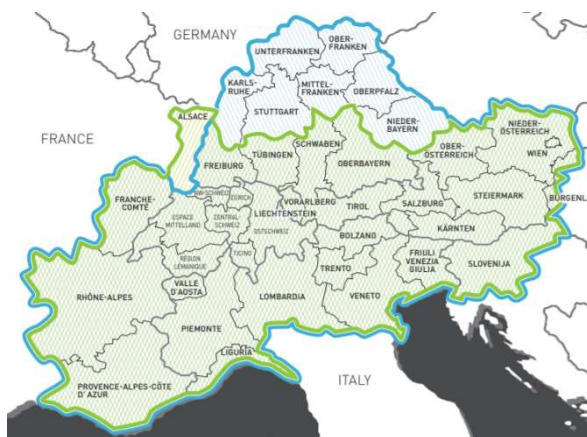 GERMANY
UNTERFRANKEN
OBER-
FRANKEN
KARLS-
RUHE
MITTEL-
FRANKEN
OBERPFALZ
STUTTGART
NIEDER-
BAYERN
ALSACE
FRANCE
FREIBURG
TÜBINGEN
SCHWABEN
OBERBAYERN
OBER-
ÖSTERREICH
NIEDER-
ÖSTERREICH
WIEN
FRANCHE-
COMTÉ
NW-SCHWEIZ
ZÜRICH
VORARLBERG
LIECHTENSTEIN
TIROL
SALZBURG
STEIERMARK
BÜRGENL
ESPACE
MITTELLAND
ZENTRAL-
SCHWEIZ
OSTSCHWEIZ
BOLZANO
KÄRNTEN
RÉGION
LÉMANIQUE
TICINO
TRENTO
FRIULI
VENEZIA
GIULIA
SLOVENIJA
RHÔNE-ALPES
VALLE
D'AOSTA
LOMBARDIA
VENETO
PIEMONTE
LIGURIA
PROVENCE-ALPES-CÔTE
D' AZUR
ITALY